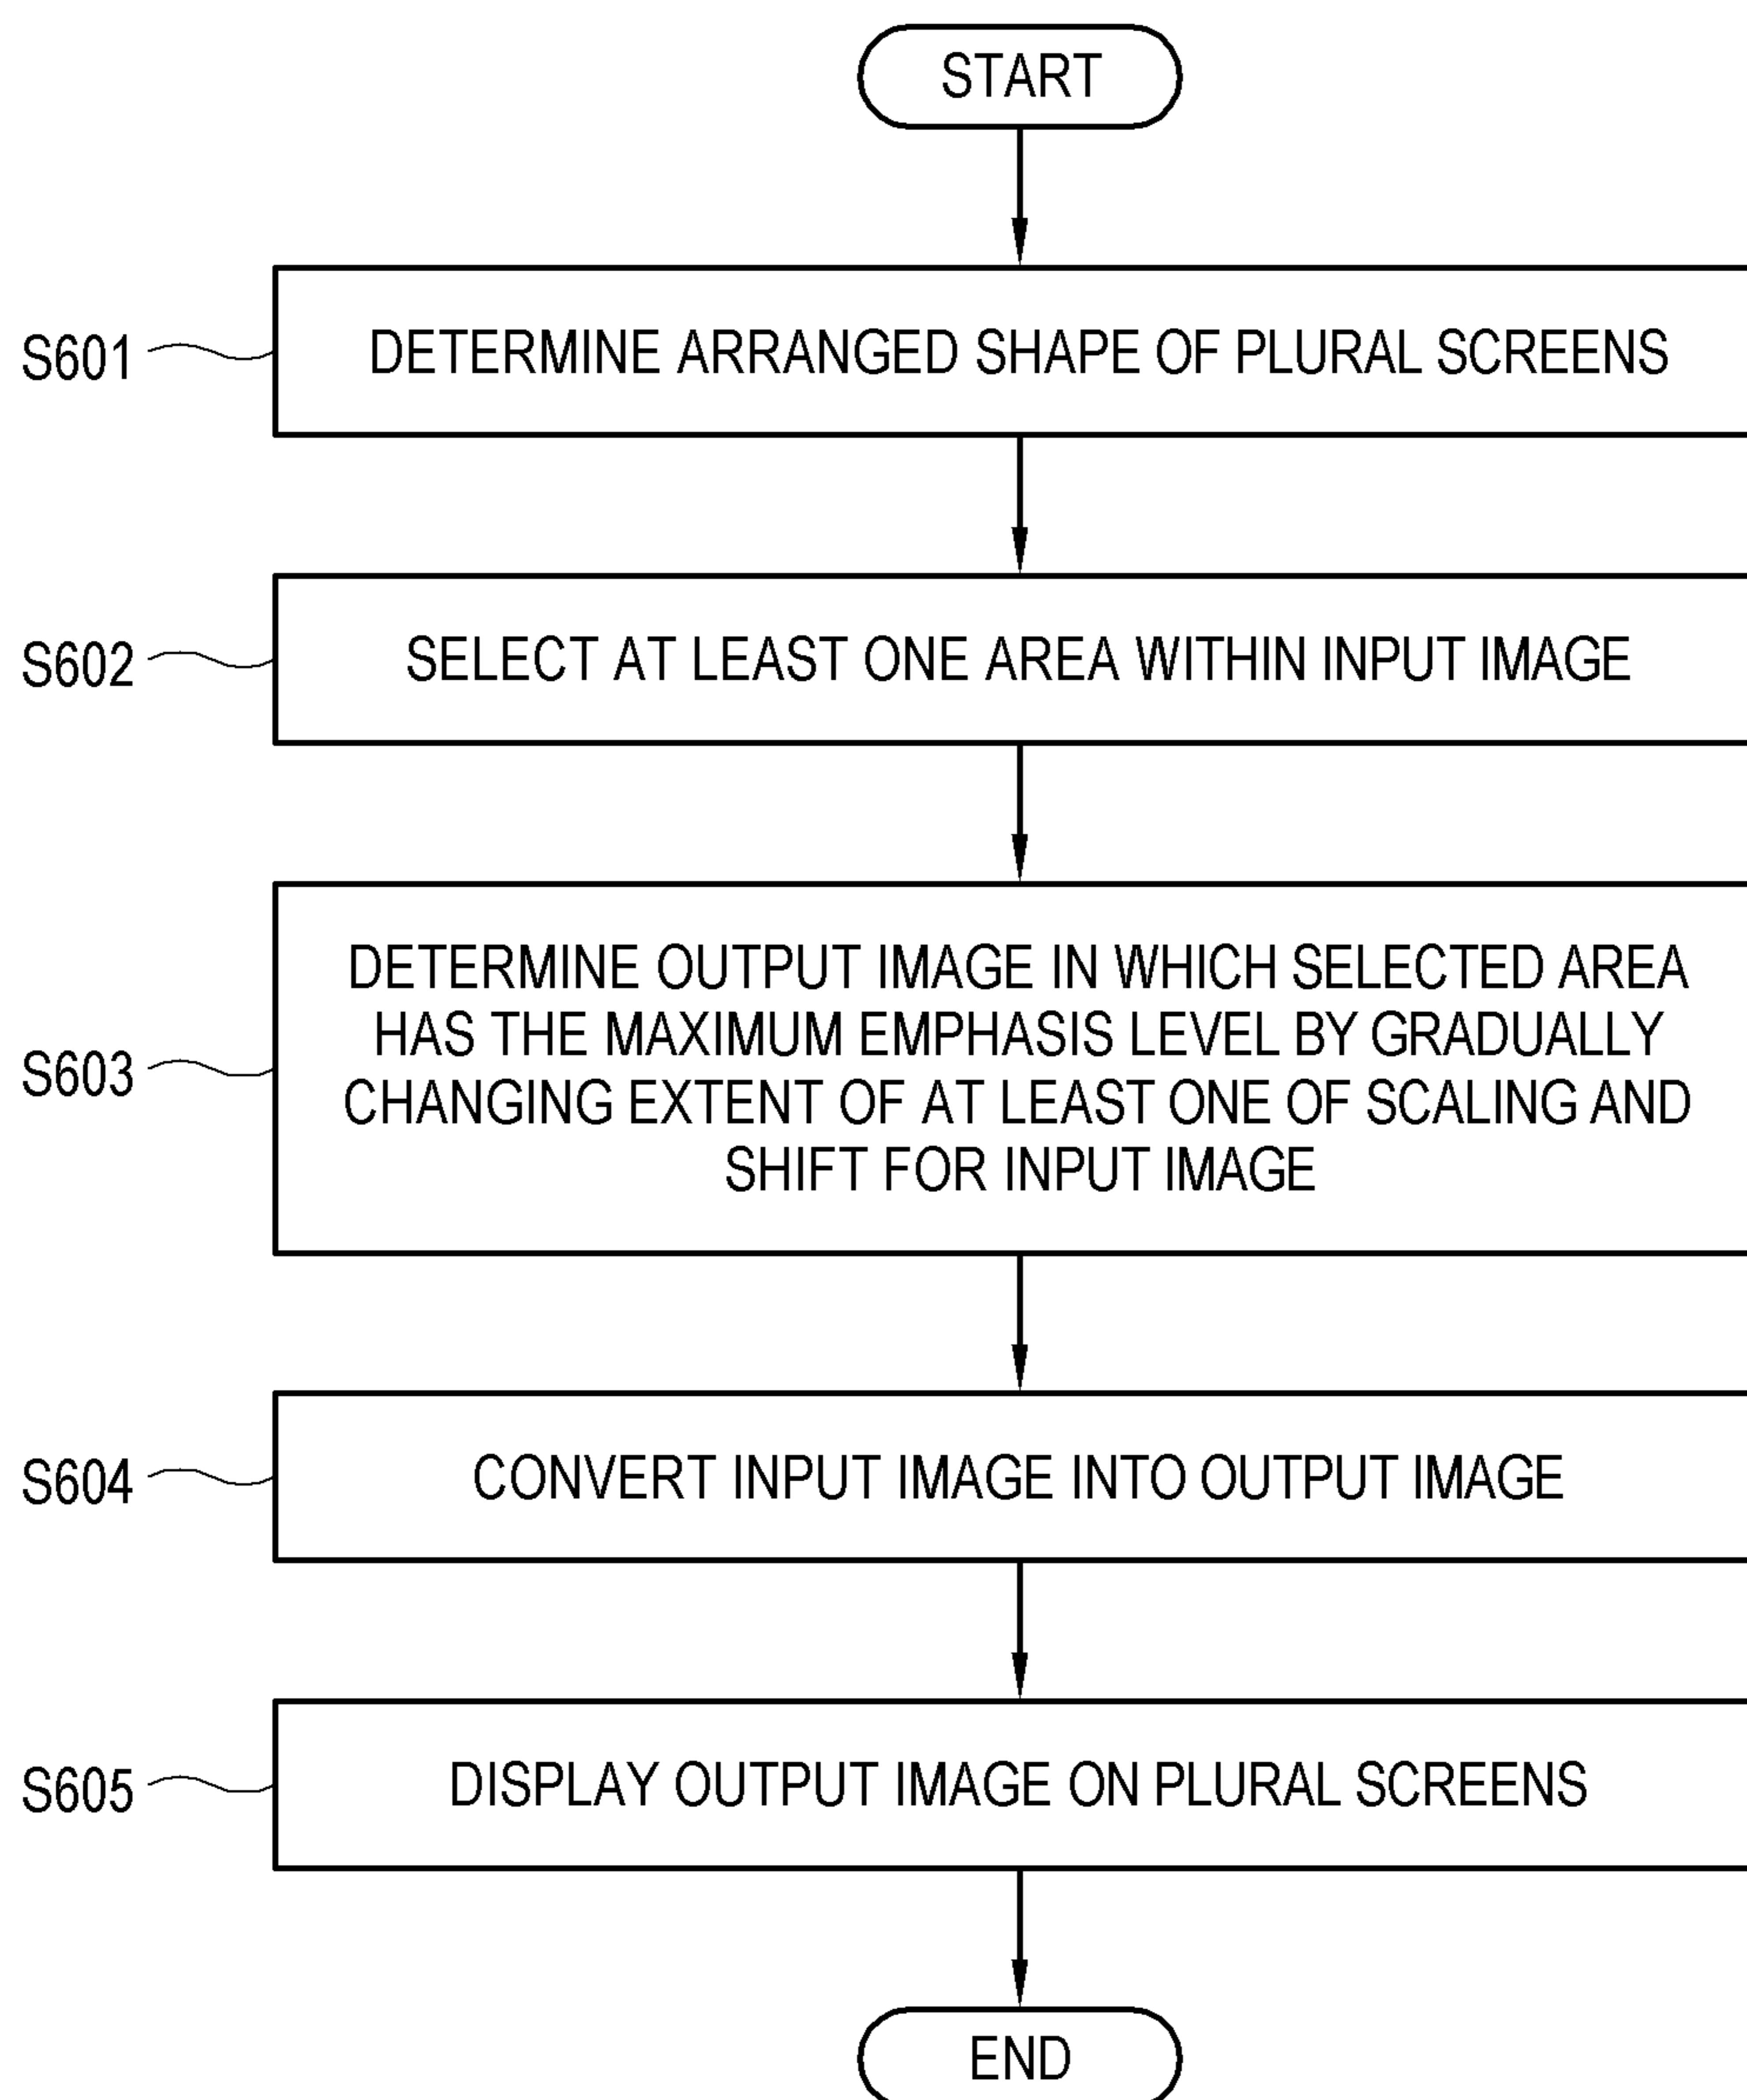 START
S601
DETERMINE ARRANGED SHAPE OF PLURAL SCREENS
S602
SELECT AT LEAST ONE AREA WITHIN INPUT IMAGE
S603
DETERMINE OUTPUT IMAGE IN WHICH SELECTED AREA
HAS THE MAXIMUM EMPHASIS LEVEL BY GRADUALLY
CHANGING EXTENT OF AT LEAST ONE OF SCALING AND
SHIFT FOR INPUT IMAGE
S604
CONVERT INPUT IMAGE INTO OUTPUT IMAGE
S605
DISPLAY OUTPUT IMAGE ON PLURAL SCREENS
END